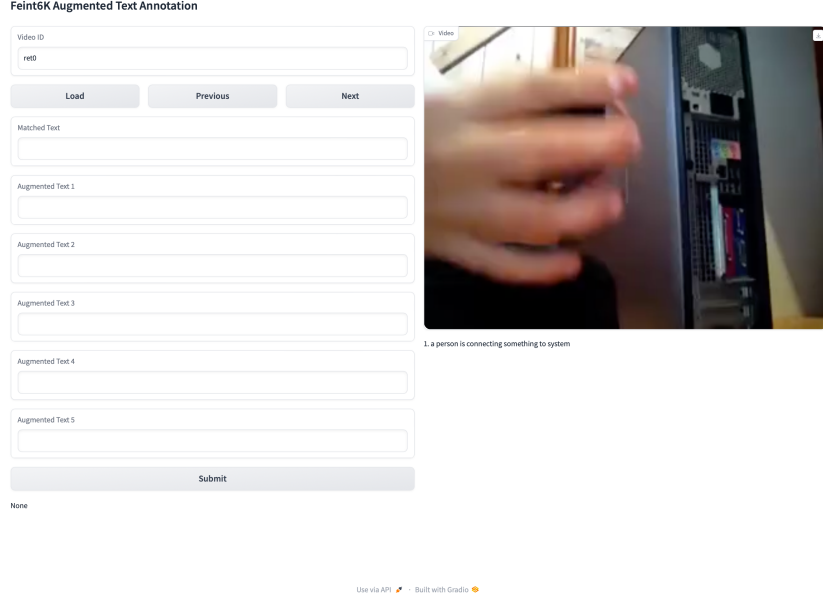 Feint6K Augmented Text Annotation
Video ID
ret0
Load
Previous
Next
Matched Text
Augmented Text 1
Augmented Text 2
Augmented Text 3
Augmented Text 4
Augmented Text 5
Submit
None
Video
1. a person is connecting something to system
Use via API · Built with Gradio